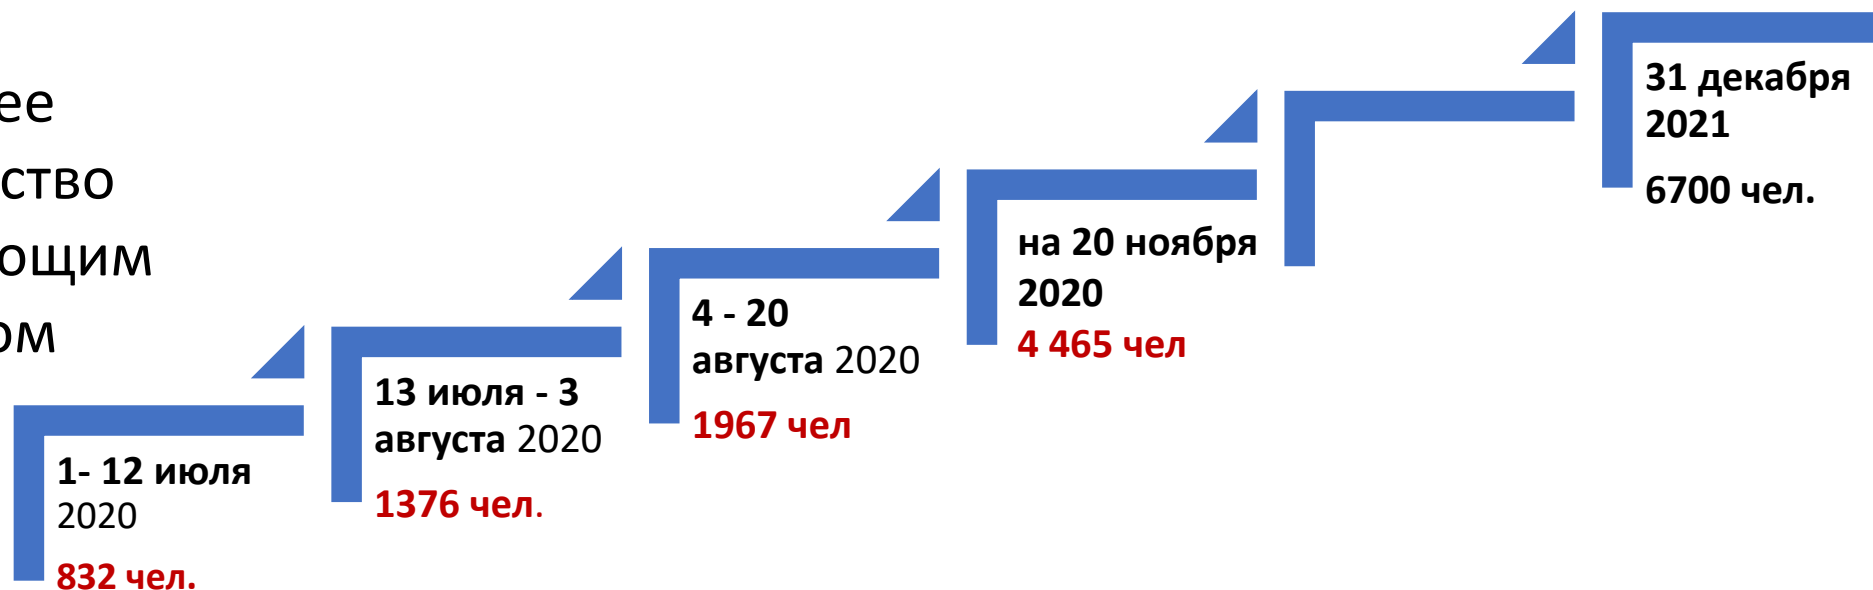 ее
ство
ющим
ом
1- 12 июля
2020
832 чел.
13 июля - 3
августа 2020
1376 чел.
4 - 20
августа 2020
1967 чел
на 20 ноября
2020
4 465 чел
31 декабря
2021
6700 чел.